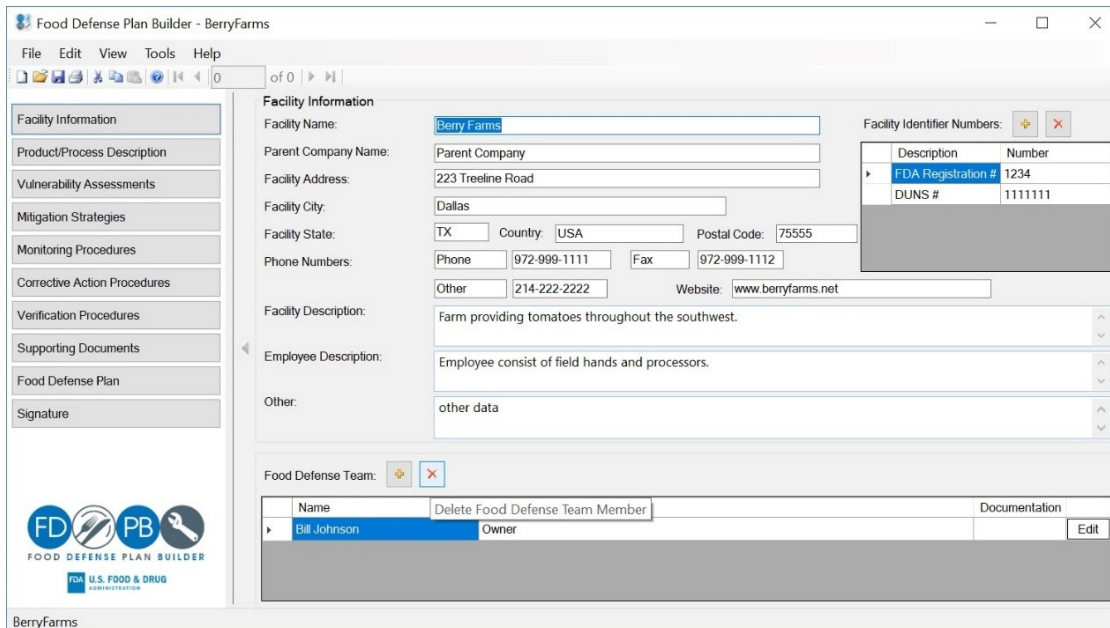 Food Defense Plan Builder - BerryFarms
File Edit View Tools Help
0 of 0
Facility Information
Product/Process Description
Vulnerability Assessments
Mitigation Strategies
Monitoring Procedures
Corrective Action Procedures
Verification Procedures
Supporting Documents
Food Defense Plan
Signature
FD PB
FOOD DEFENSE PLAN BUILDER
FDA U.S. FOOD & DRUG
ADMINISTRATION
Facility Information
Facility Name: Berry Farms
Parent Company Name: Parent Company
Facility Address: 223 Treeline Road
Facility City: Dallas
Facility State: TX Country: USA Postal Code: 75555
Phone Numbers: Phone 972-999-1111 Fax 972-999-1112
Other 214-222-2222 Website: www.berryfarms.net
Facility Description: Farm providing tomatoes throughout the southwest.
Employee Description: Employee consist of field hands and processors.
Other: other data
Facility Identifier Numbers:
Description Number
FDA Registration # 1234
DUNS # 1111111
Food Defense Team:
Name Documentation
Delete Food Defense Team Member
Bill Johnson Owner Edit
BerryFarms